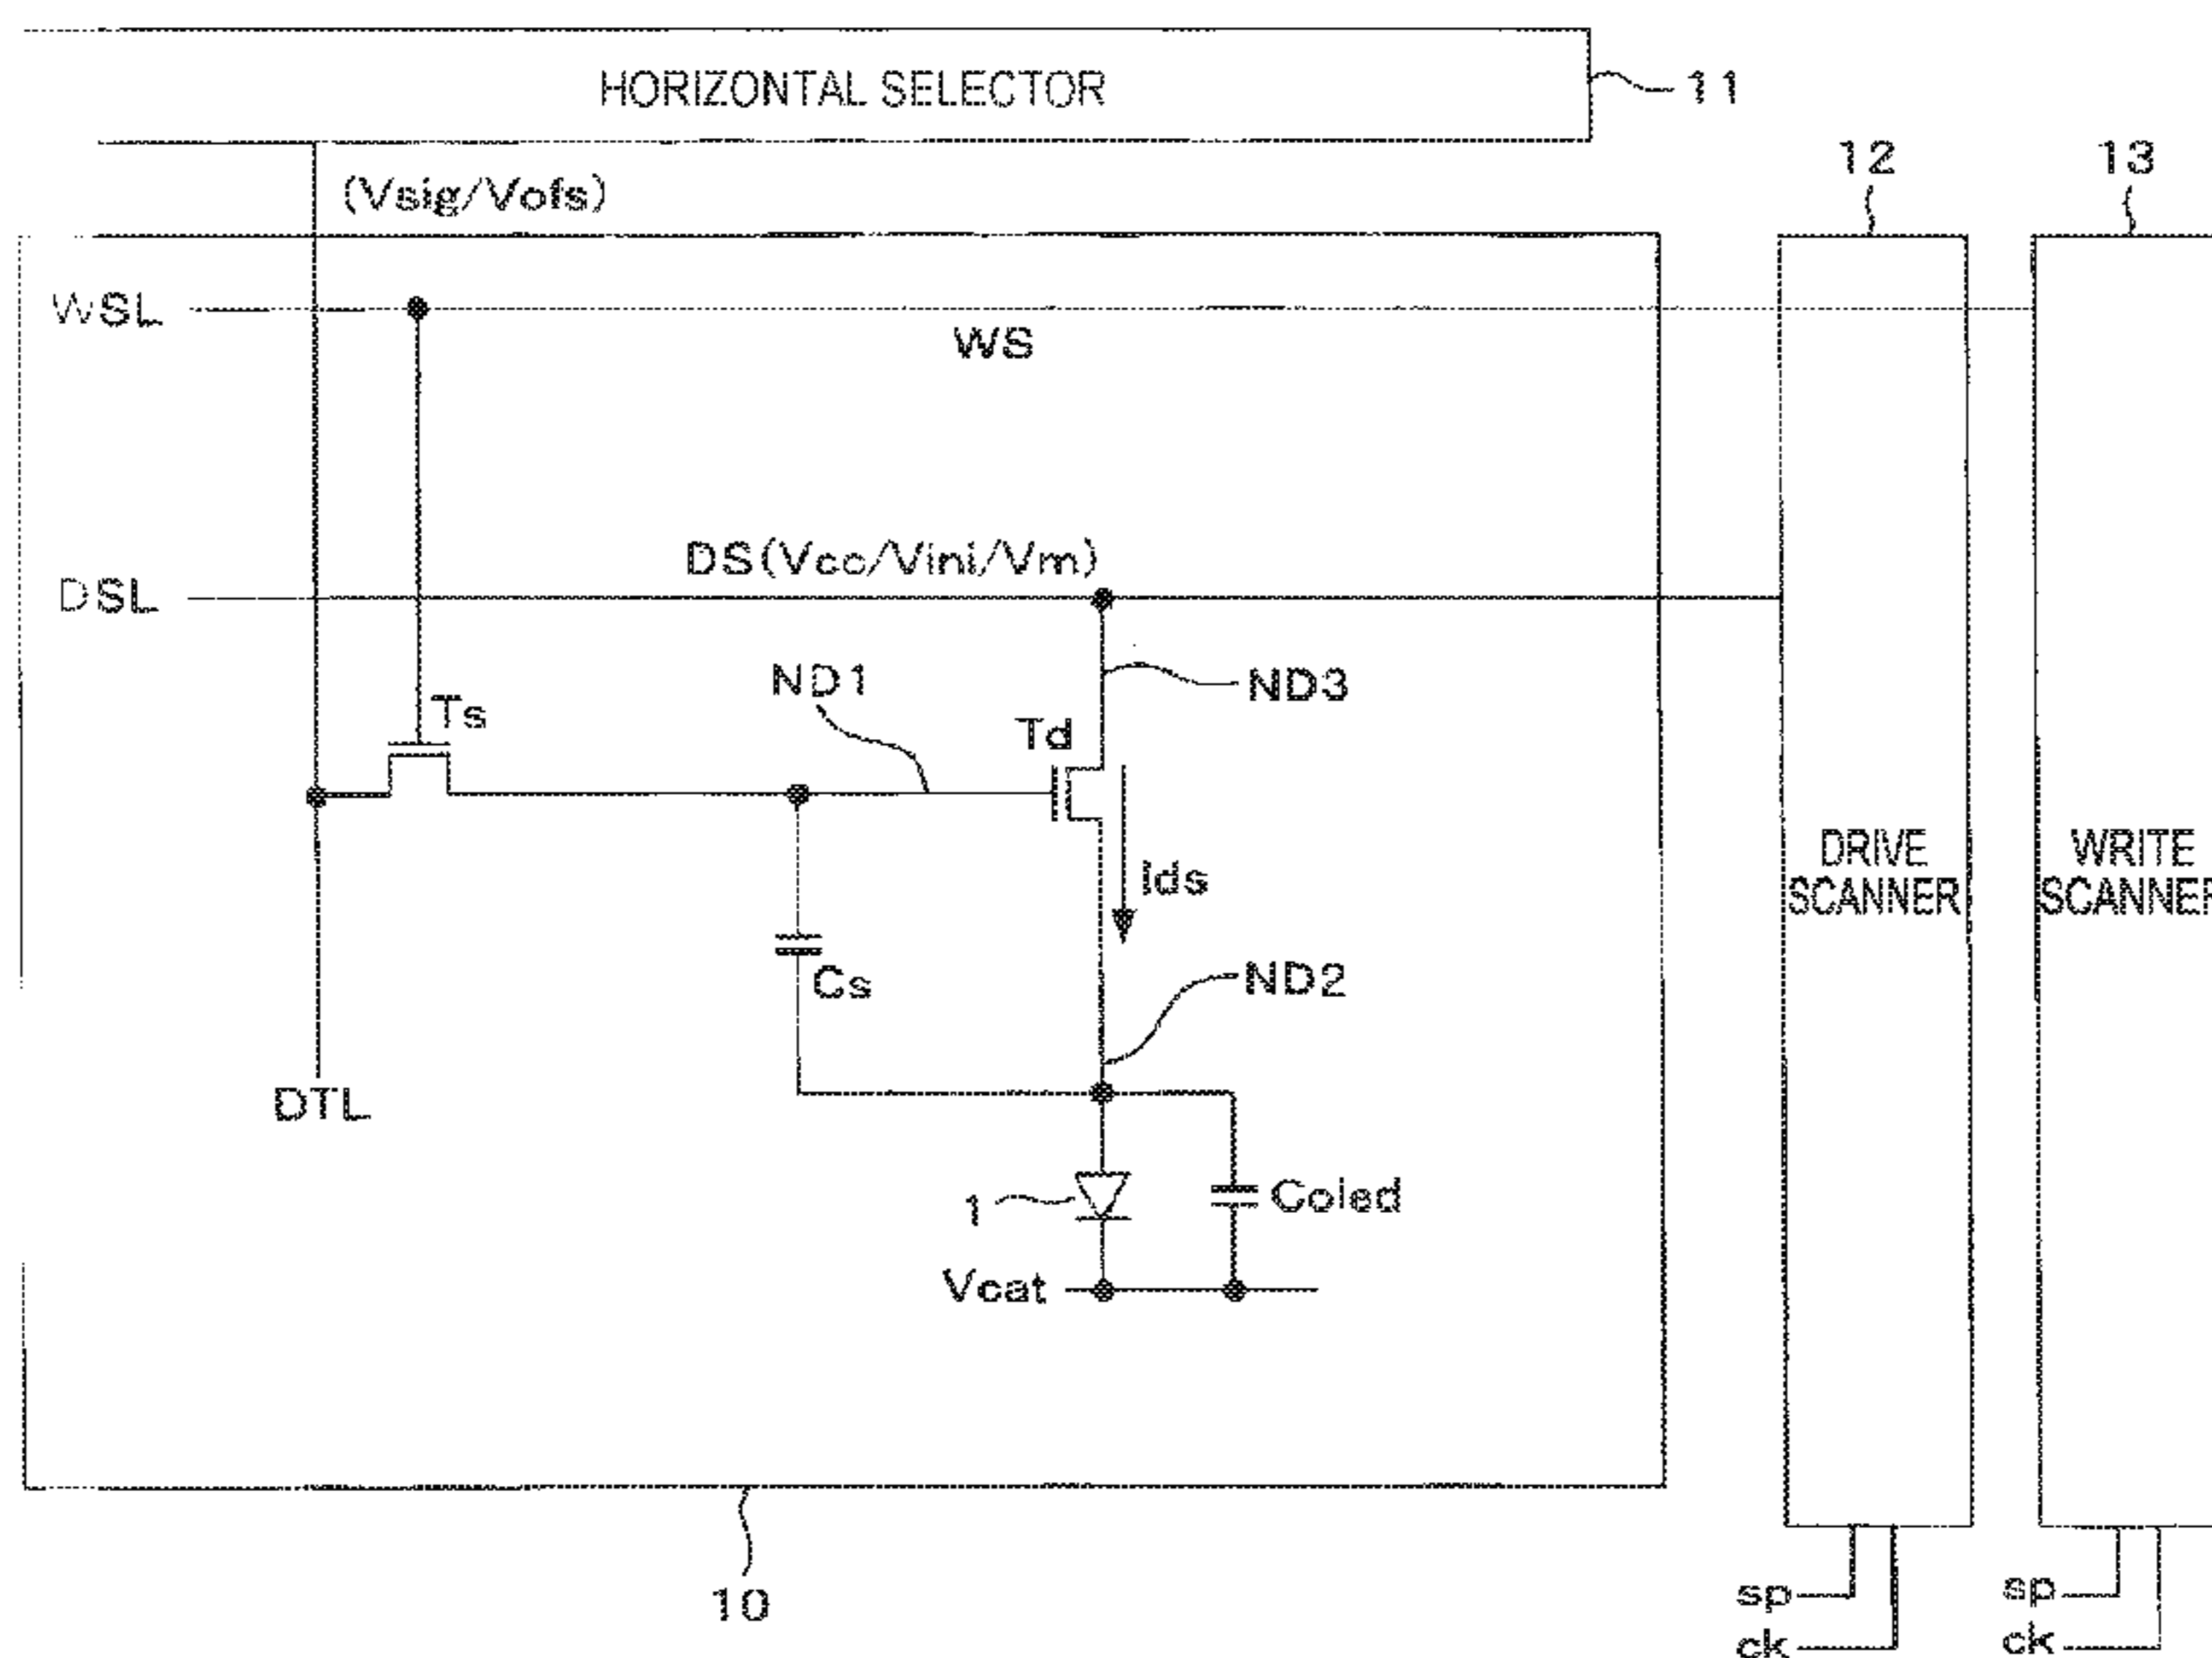 HORIZONTAL SELECTOR
11
12
13
(Vsig/Vofs)
WSL
WS
DS(Vcc/Vini/Vm)
DSL
ND1
ND3
Ts
Td
DRIVE
SCANNER
WRITE
SCANNER
Ids
Cs
ND2
DTL
1
Coled
Vcat
10
sp
ck
sp
ck